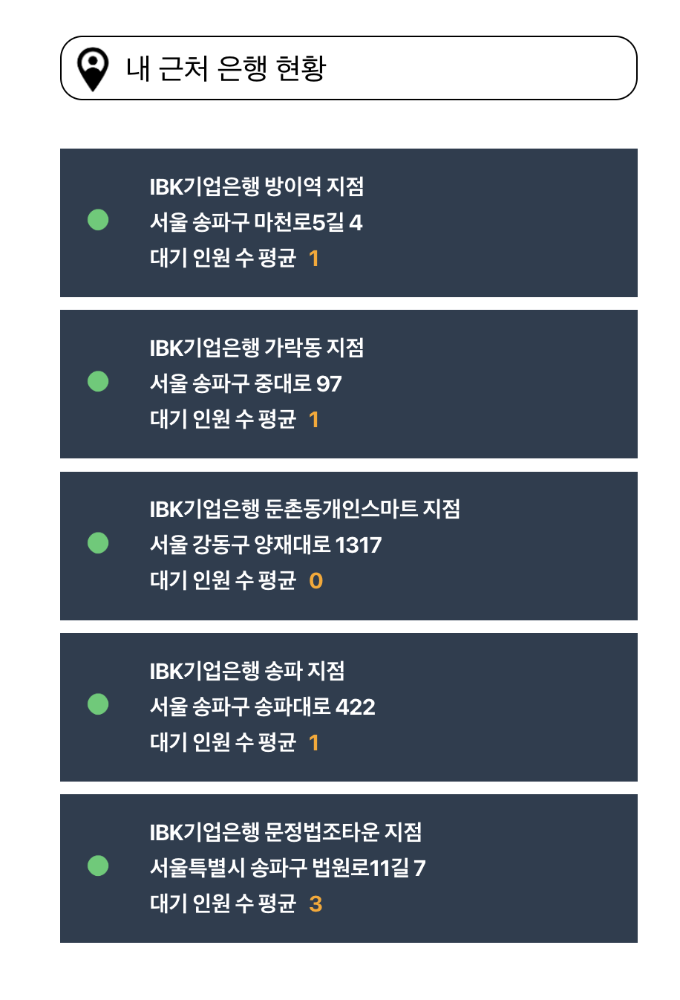 내 근처 은행 현황
IBK기업은행 방이역 지점
서울 송파구 마천로5길 4
대기 인원 수 평균 1
IBK기업은행 가락동 지점
서울 송파구 중대로 97
대기 인원 수 평균 1
IBK기업은행 둔촌동개인스마트 지점
서울 강동구 양재대로 1317
대기 인원 수 평균 0
IBK기업은행 송파 지점
서울 송파구 송파대로 422
대기 인원 수 평균 1
IBK기업은행 문정법조타운 지점
서울특별시 송파구 법원로11길 7
대기 인원 수 평균 3